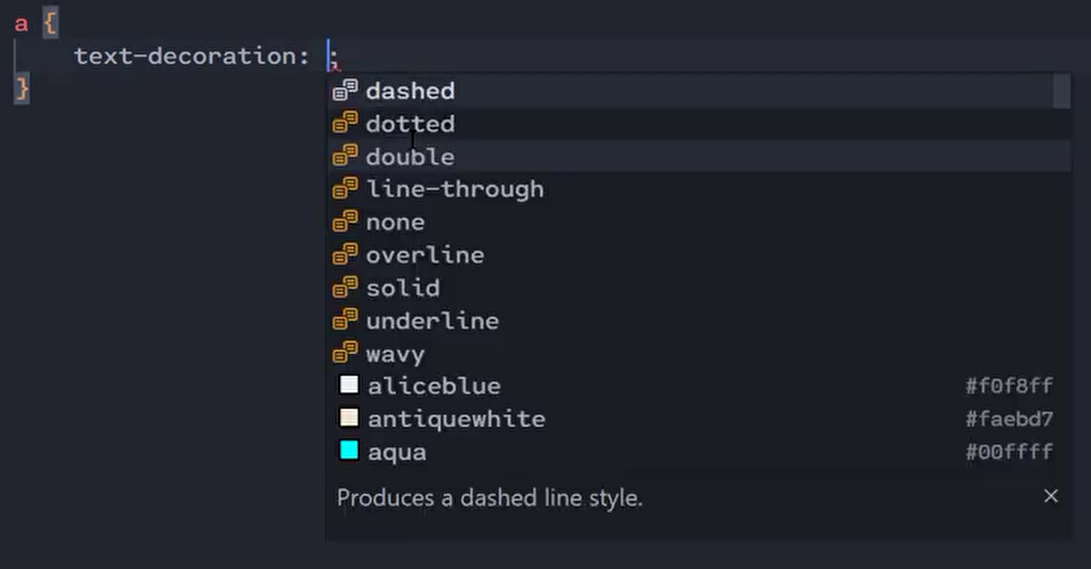 a {
    text-decoration: ;
}
dashed
dotted
double
line-through
none
overline
solid
underline
wavy
aliceblue #f0f8ff
antiquewhite #faebd7
aqua #00ffff
Produces a dashed line style. ×